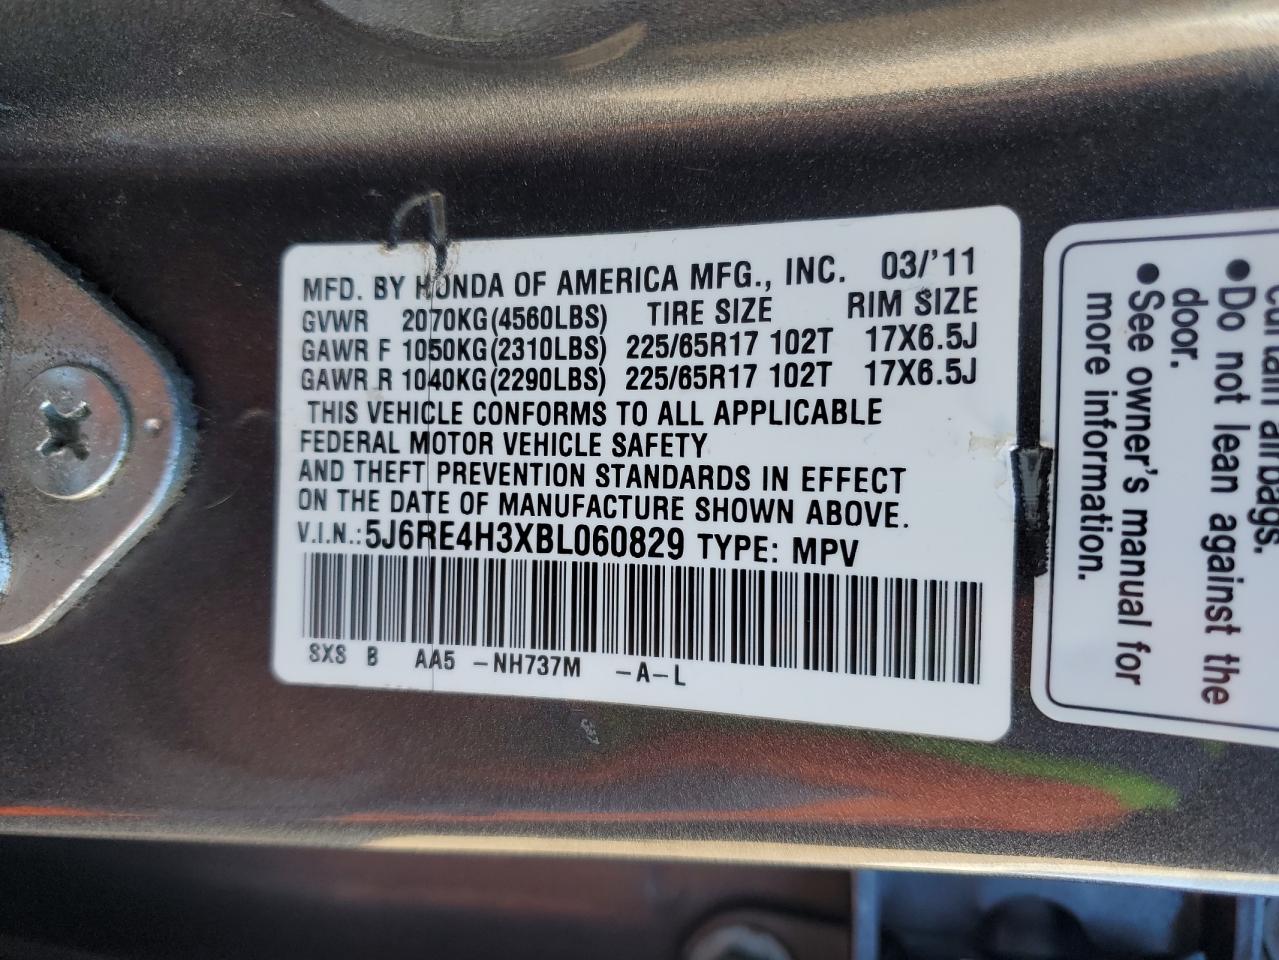 MFD. BY HONDA OF AMERICA MFG., INC. 03/'11
GVWR 2070KG(4560LBS) TIRE SIZE RIM SIZE
GAWR F 1050KG(2310LBS) 225/65R17 102T 17X6.5J
GAWR R 1040KG(2290LBS) 225/65R17 102T 17X6.5J
THIS VEHICLE CONFORMS TO ALL APPLICABLE
FEDERAL MOTOR VEHICLE SAFETY
AND THEFT PREVENTION STANDARDS IN EFFECT
ON THE DATE OF MANUFACTURE SHOWN ABOVE.
V.I.N.: 5J6RE4H3XBL060829 TYPE: MPV
SXS B AA5 -NH737M -A-L
airbags.
● Do not lean against the
door.
● See owner's manual for
more information.